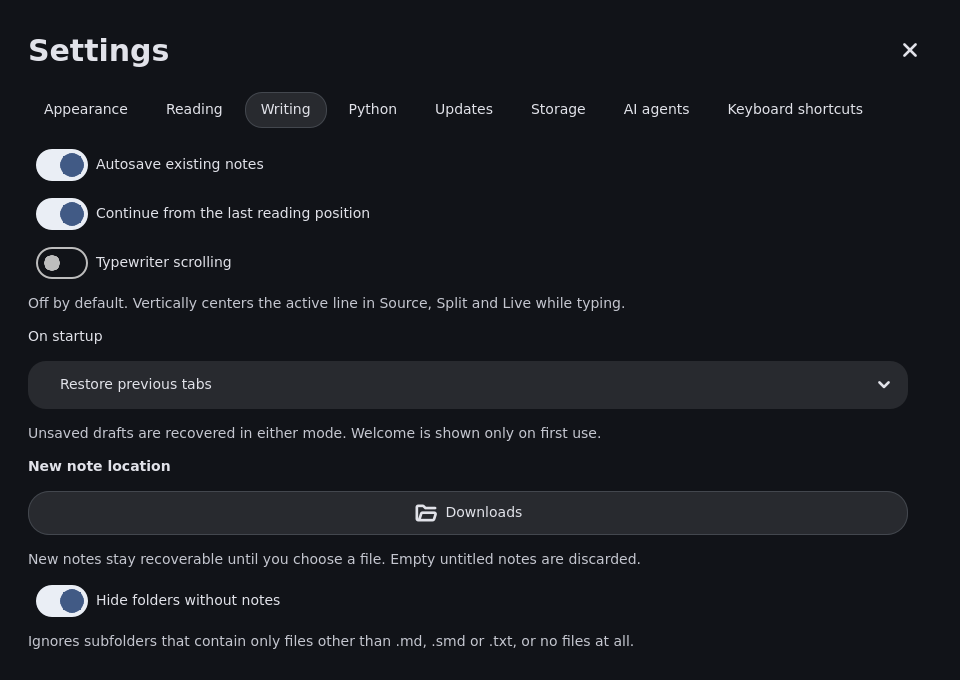 Settings
Appearance Reading Writing Python Updates Storage AI agents Keyboard shortcuts
Autosave existing notes
Continue from the last reading position
Typewriter scrolling
Off by default. Vertically centers the active line in Source, Split and Live while typing.
On startup
Restore previous tabs
Unsaved drafts are recovered in either mode. Welcome is shown only on first use.
New note location
Downloads
New notes stay recoverable until you choose a file. Empty untitled notes are discarded.
Hide folders without notes
Ignores subfolders that contain only files other than .md, .smd or .txt, or no files at all.